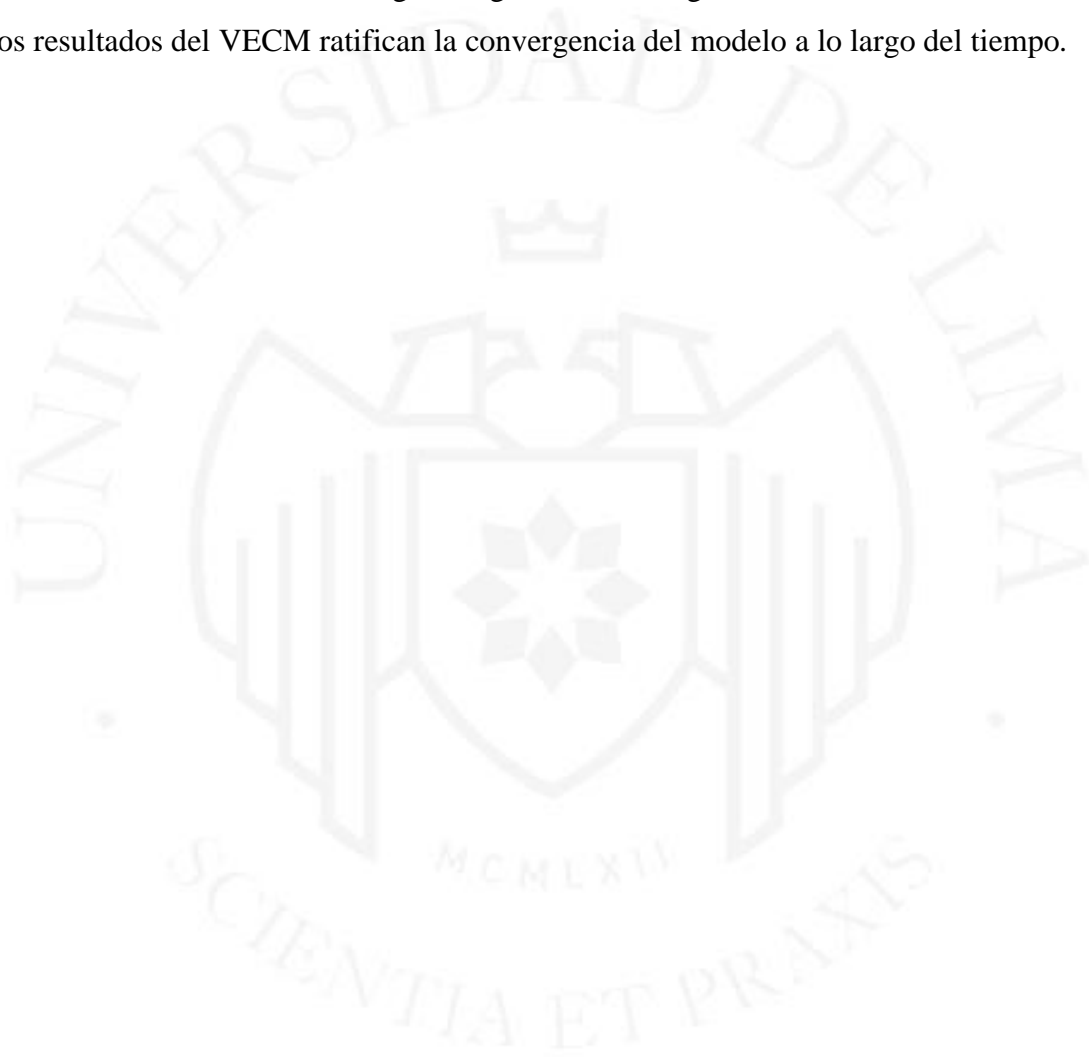 os resultados del VECM ratifican la convergencia del modelo a lo largo del tiempo.
UNIVERSIDAD DE LIMA
MCMLXII
SCIENTIA ET PRAXIS